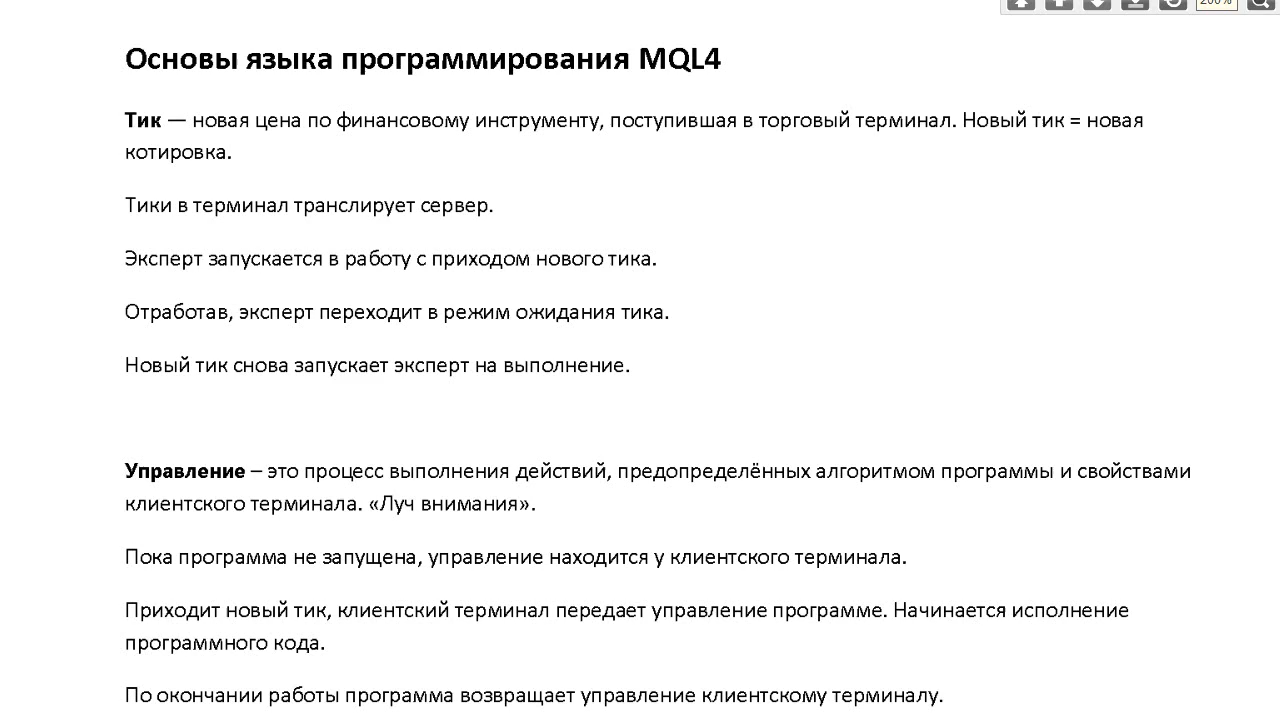 200%
Основы языка программирования MQL4
Тик — новая цена по финансовому инструменту, поступившая в торговый терминал. Новый тик = новая
котировка.
Тики в терминал транслирует сервер.
Эксперт запускается в работу с приходом нового тика.
Отработав, эксперт переходит в режим ожидания тика.
Новый тик снова запускает эксперт на выполнение.
Управление – это процесс выполнения действий, предопределённых алгоритмом программы и свойствами
клиентского терминала. «Луч внимания».
Пока программа не запущена, управление находится у клиентского терминала.
Приходит новый тик, клиентский терминал передает управление программе. Начинается исполнение
программного кода.
По окончании работы программа возвращает управление клиентскому терминалу.